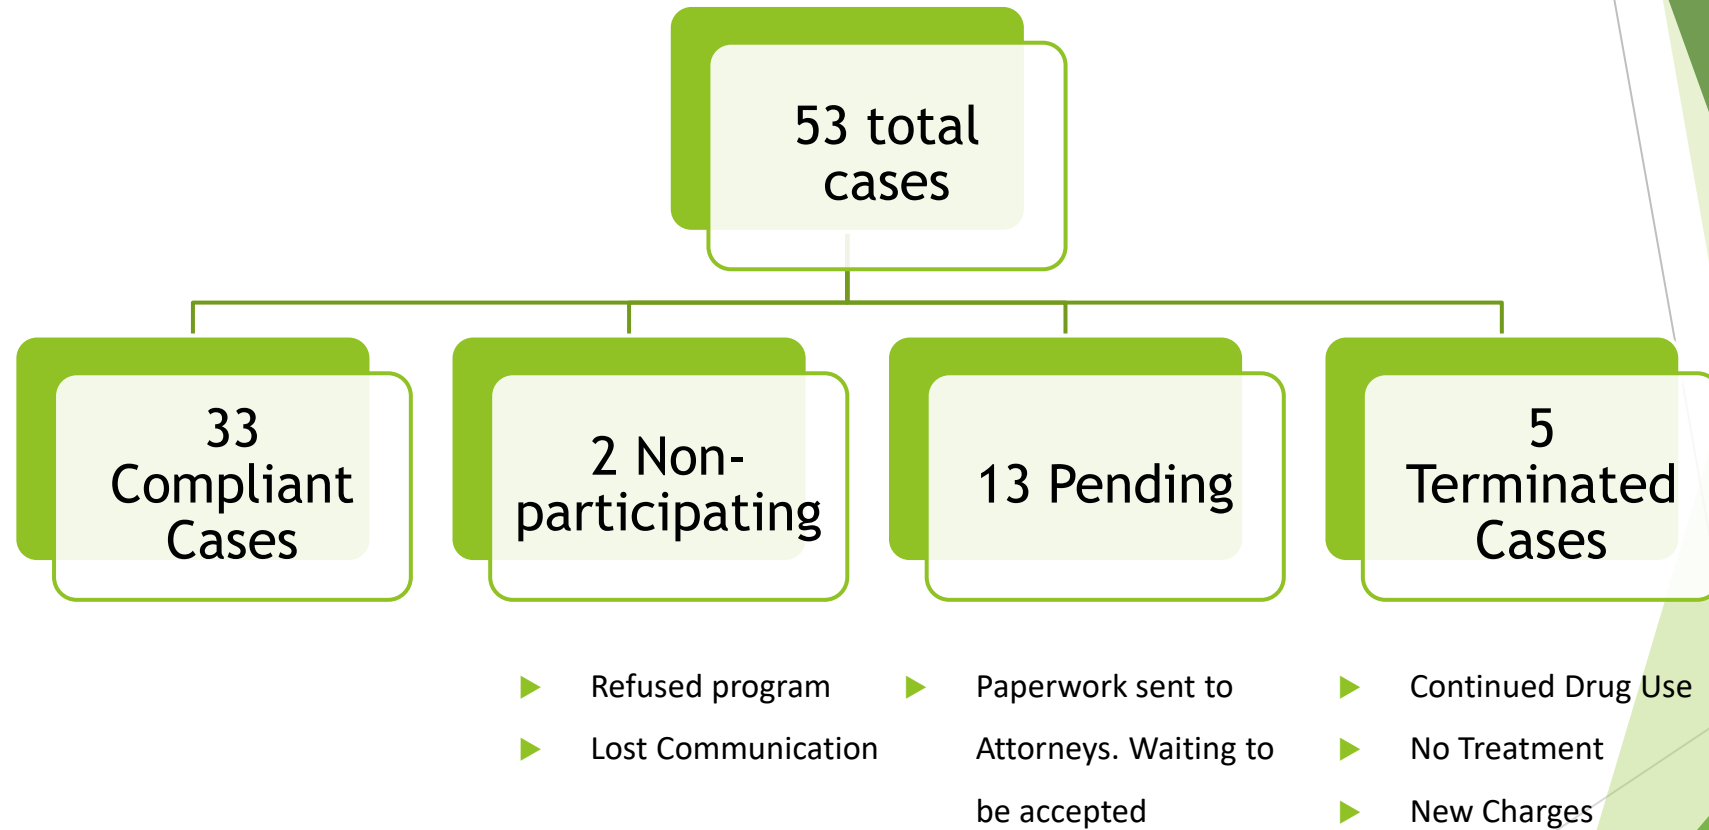 53 total
cases
33
Compliant
Cases
2 Non-
participating
13 Pending
5
Terminated
Cases
Refused program
Lost Communication
Paperwork sent to
Attorneys. Waiting to
be accepted
Continued Drug Use
No Treatment
New Charges